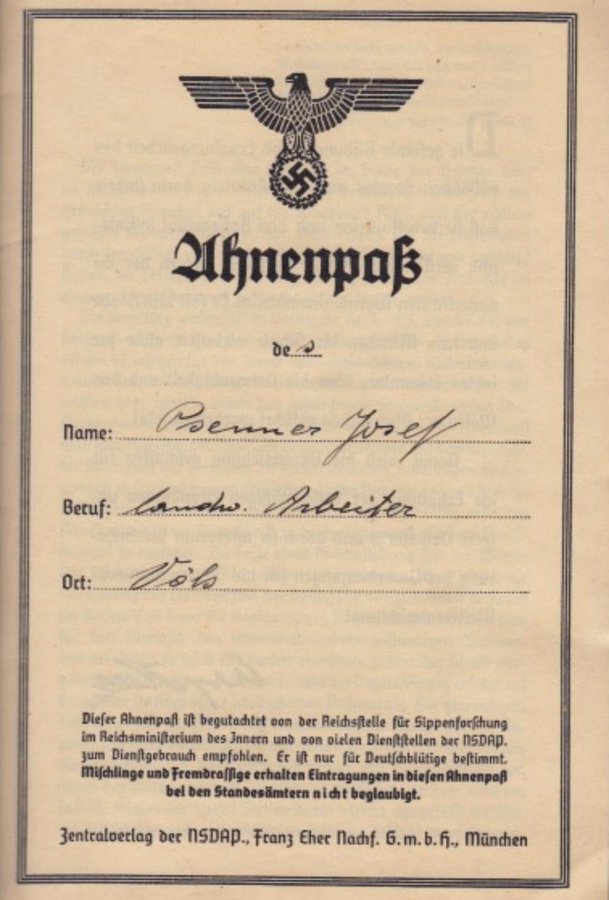 Ahnenpaß
des
Name: Psenner Josef
Beruf: landw. Arbeiter
Ort: Völs
Dieser Ahnenpaß ist begutachtet von der Reichsstelle für Sippenforschung
im Reichsministerium des Innern und von vielen Dienststellen der NSDAP.
zum Dienstgebrauch empfohlen. Er ist nur für Deutschblütige bestimmt.
Mischlinge und Fremdrassige erhalten Eintragungen in diesen Ahnenpaß
bei den Standesämtern nicht beglaubigt.
Zentralverlag der NSDAP., Franz Eher Nachf. G.m.b.H., München